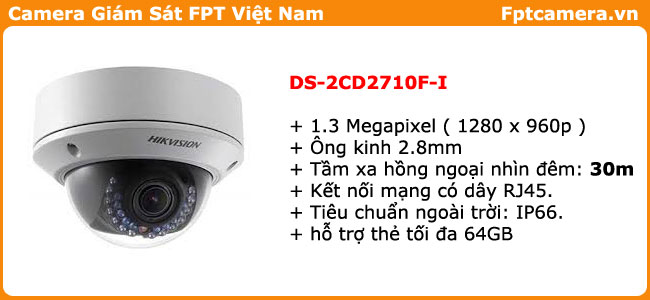 Camera Giám Sát FPT Việt Nam
Fptcamera.vn
HIKVISION
DS-2CD2710F-I
+ 1.3 Megapixel ( 1280 x 960p )
+ Ông kinh 2.8mm
+ Tầm xa hồng ngoại nhìn đêm: 30m
+ Kết nối mạng có dây RJ45.
+ Tiêu chuẩn ngoài trời: IP66.
+ hỗ trợ thẻ tối đa 64GB